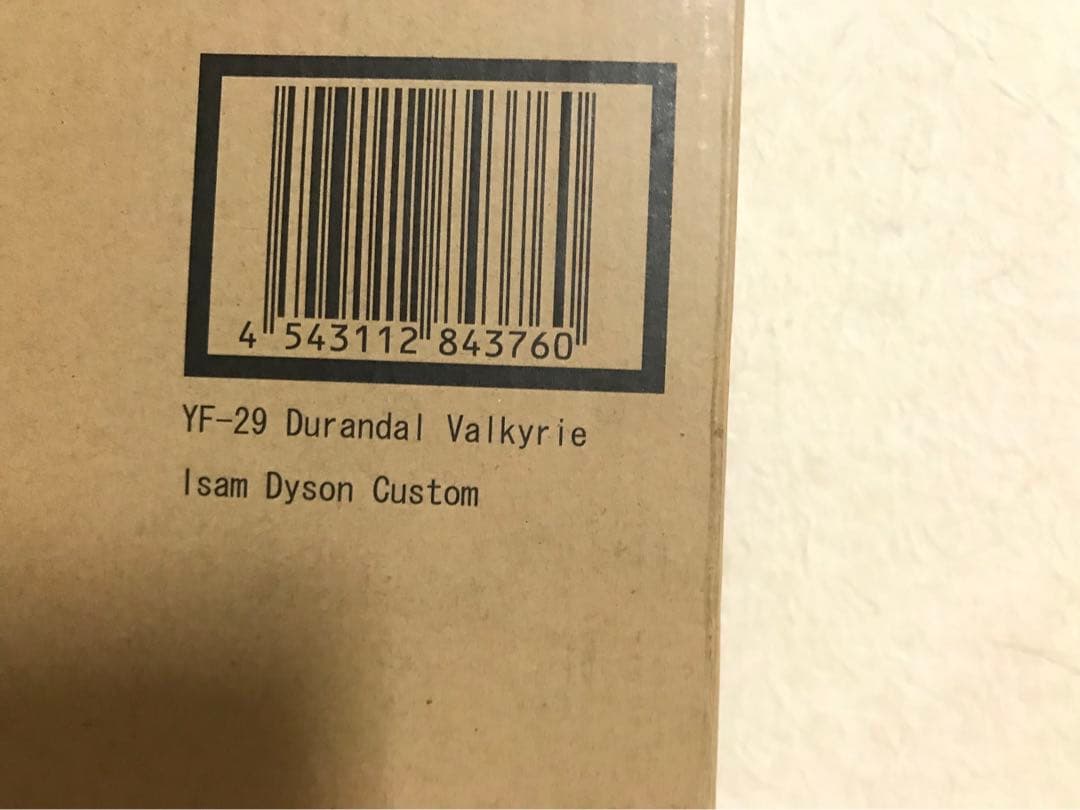 4 543112 843760
YF-29 Durandal Valkyrie
Isam Dyson Custom